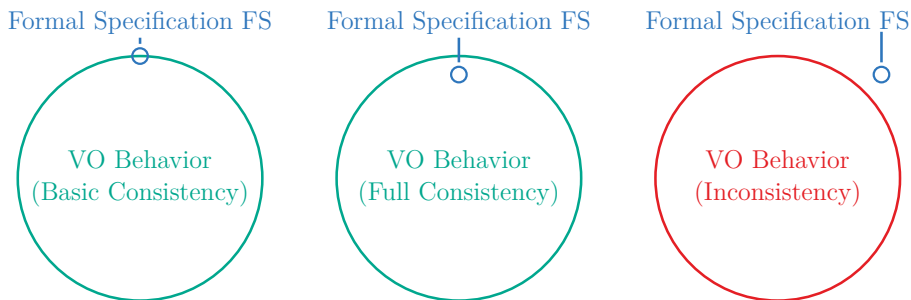 Formal Specification FS
Formal Specification FS
Formal Specification FS
VO Behavior
(Basic Consistency)
VO Behavior
(Full Consistency)
VO Behavior
(Inconsistency)